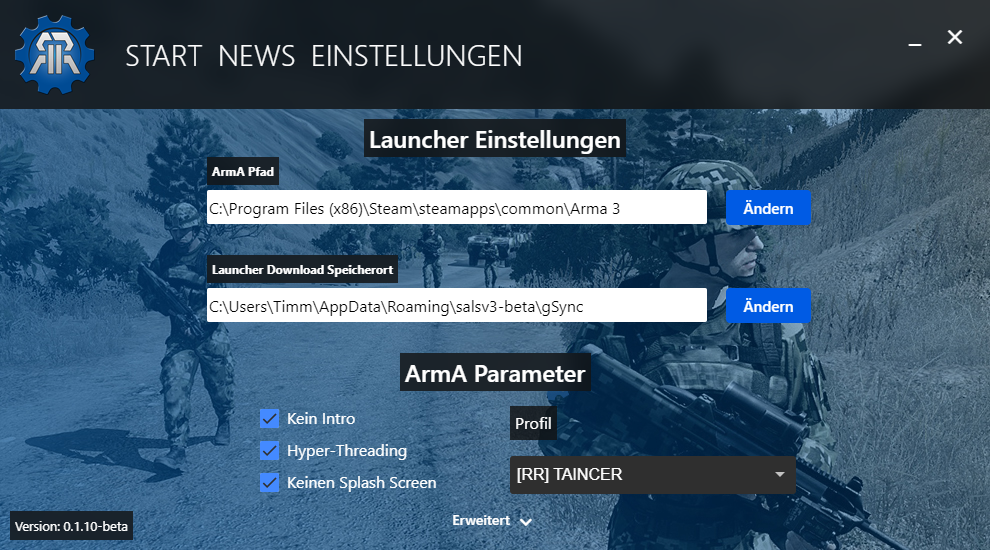 START NEWS EINSTELLUNGEN
Launcher Einstellungen
ArmA Pfad
C:\Program Files (x86)\Steam\steamapps\common\Arma 3
Ändern
Launcher Download Speicherort
C:\Users\Timm\AppData\Roaming\salsv3-beta\gSync
Ändern
ArmA Parameter
Kein Intro
Profil
Hyper-Threading
[RR] TAINCER
Keinen Splash Screen
Erweitert
Version: 0.1.10-beta